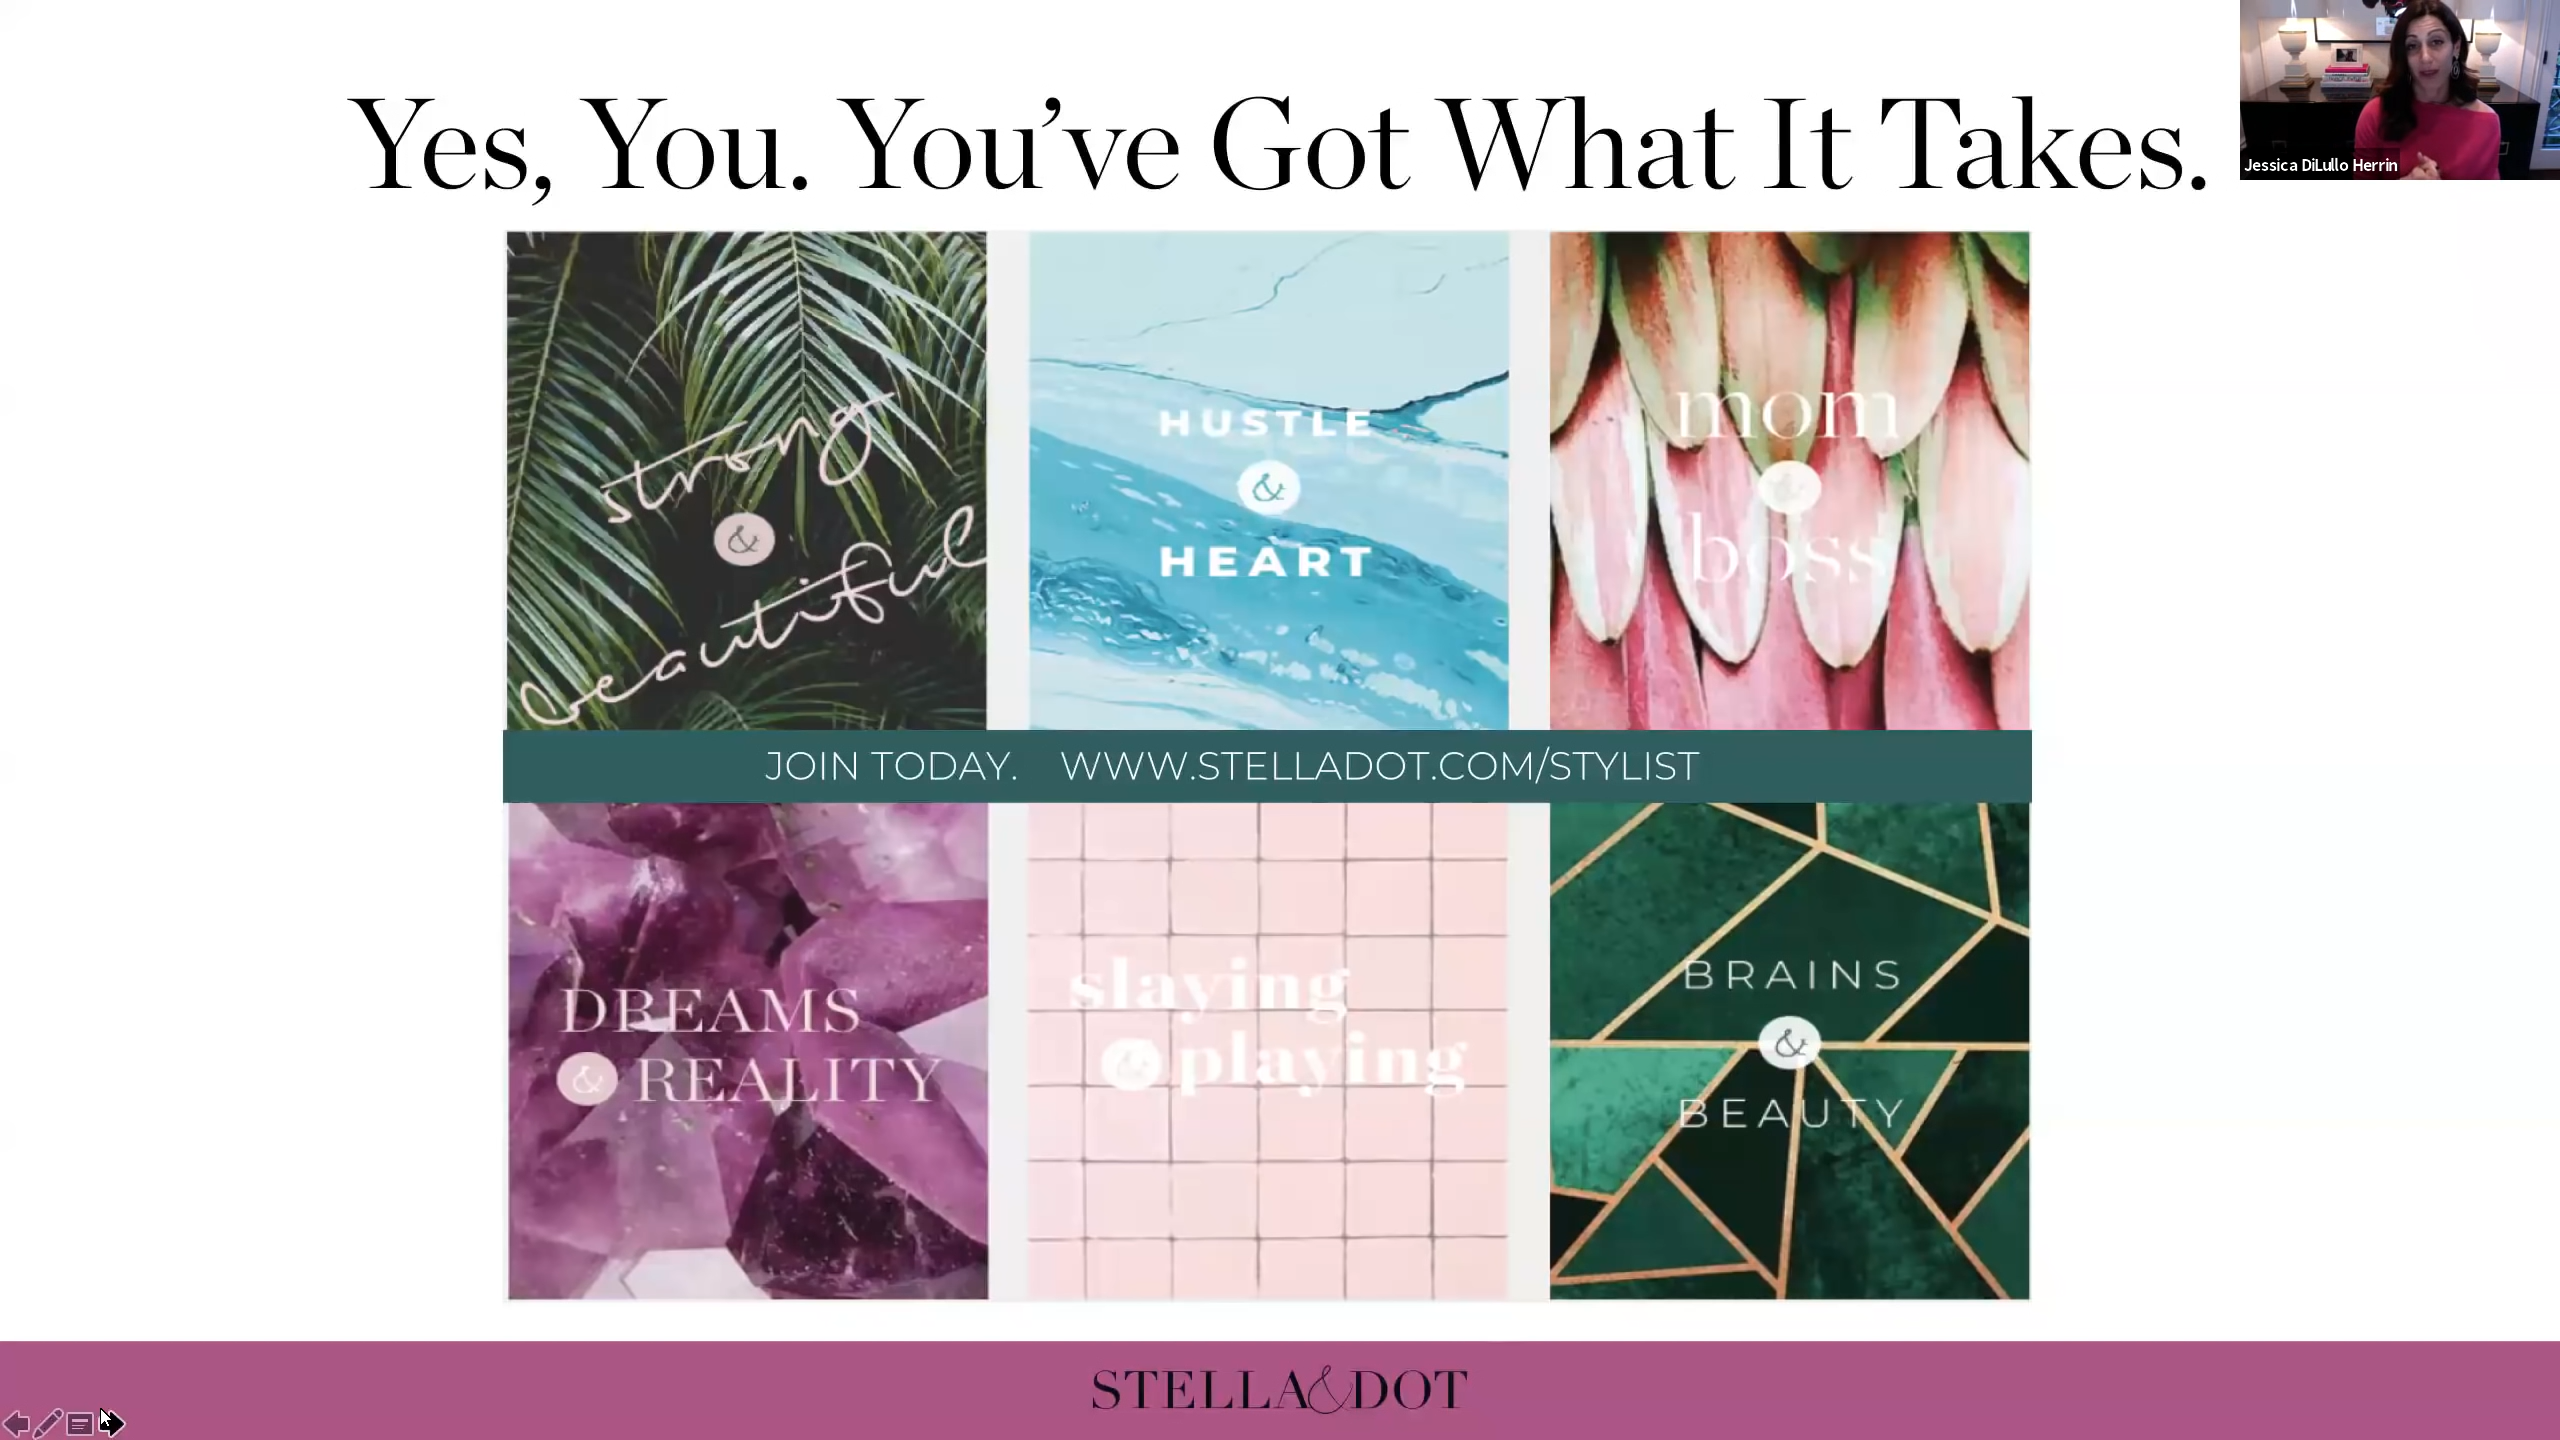 Yes, You. You've Got What It Takes.
Jessica DiLullo Herrin
strong
&
beautiful
HUSTLE
&
HEART
mom
&
boss
JOIN TODAY. WWW.STELLADOT.COM/STYLIST
DREAMS
& REALITY
slaying
& playing
BRAINS
&
BEAUTY
STELLA&DOT